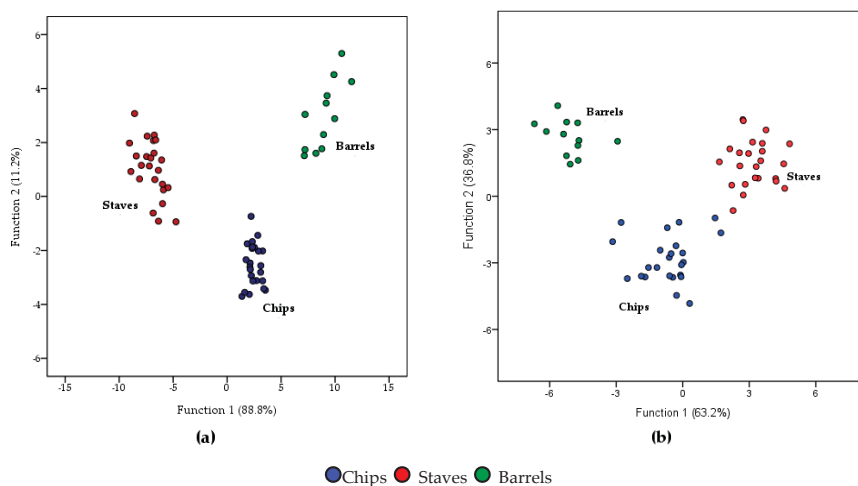 6
4
2
0
-2
-4
-6
-15
-10
-5
0
5
10
15
Function 2 (11.2%)
Function 1 (88.8%)
Staves
Barrels
Chips
(a)
6
3
0
-3
-6
-6
-3
0
3
6
Function 2 (36.8%)
Function 1 (63.2%)
Barrels
Staves
Chips
(b)
Chips Staves Barrels